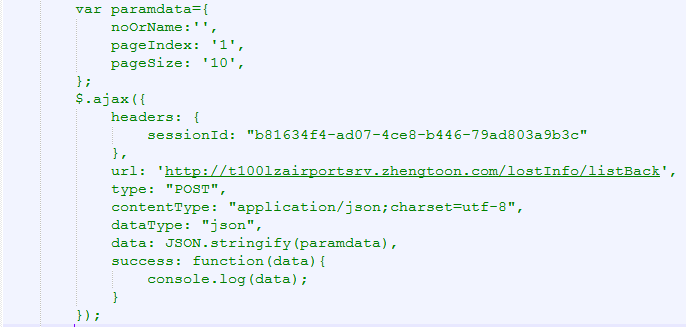 var paramdata={
noOrName:'',
pageIndex: '1',
pageSize: '10',
};
$.ajax({
headers: {
sessionId: "b81634f4-ad07-4ce8-b446-79ad803a9b3c"
},
url: 'http://t100lzairportsrv.zhengtoon.com/lostInfo/listBack',
type: "POST",
contentType: "application/json;charset=utf-8",
dataType: "json",
data: JSON.stringify(paramdata),
success: function(data){
console.log(data);
}
});